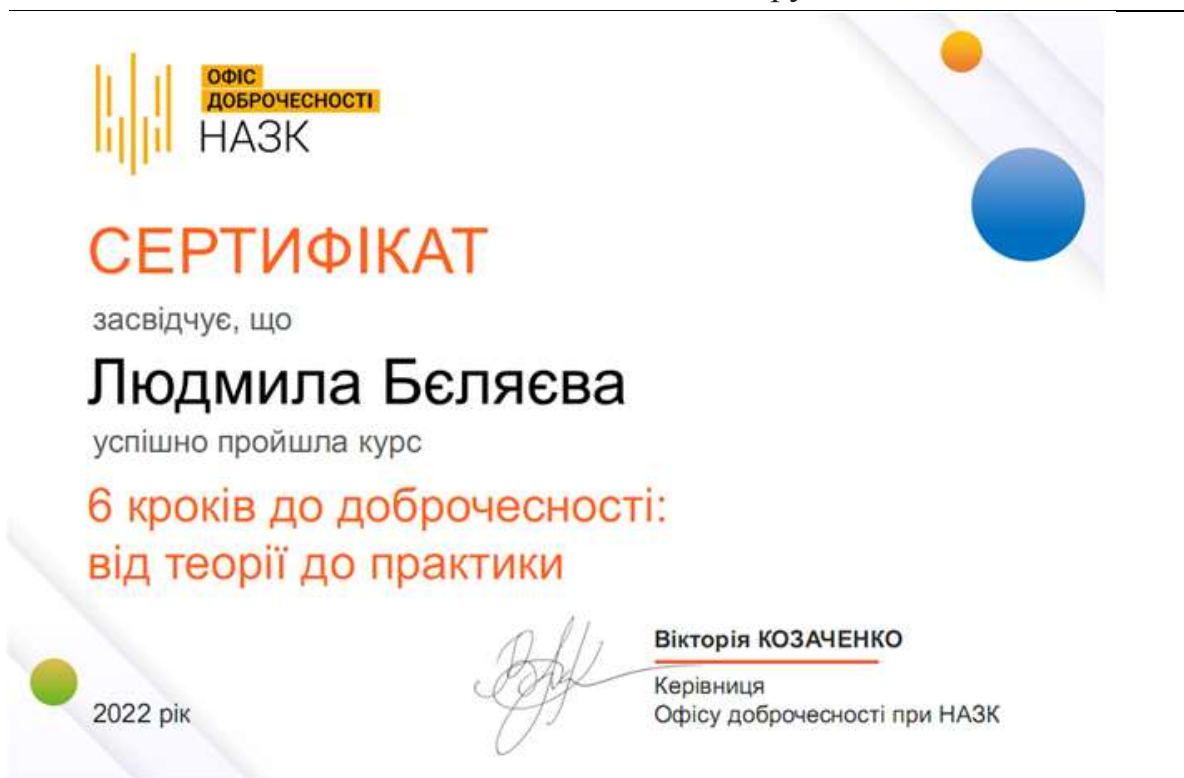 ОФІС
ДОБРОЧЕСНОСТІ
НАЗК
СЕРТИФІКАТ
засвідчує, що
Людмила Бєляєва
успішно пройшла курс
6 кроків до доброчесності:
від теорії до практики
Вікторія КОЗАЧЕНКО
Керівниця
Офісу доброчесності при НАЗК
2022 рік